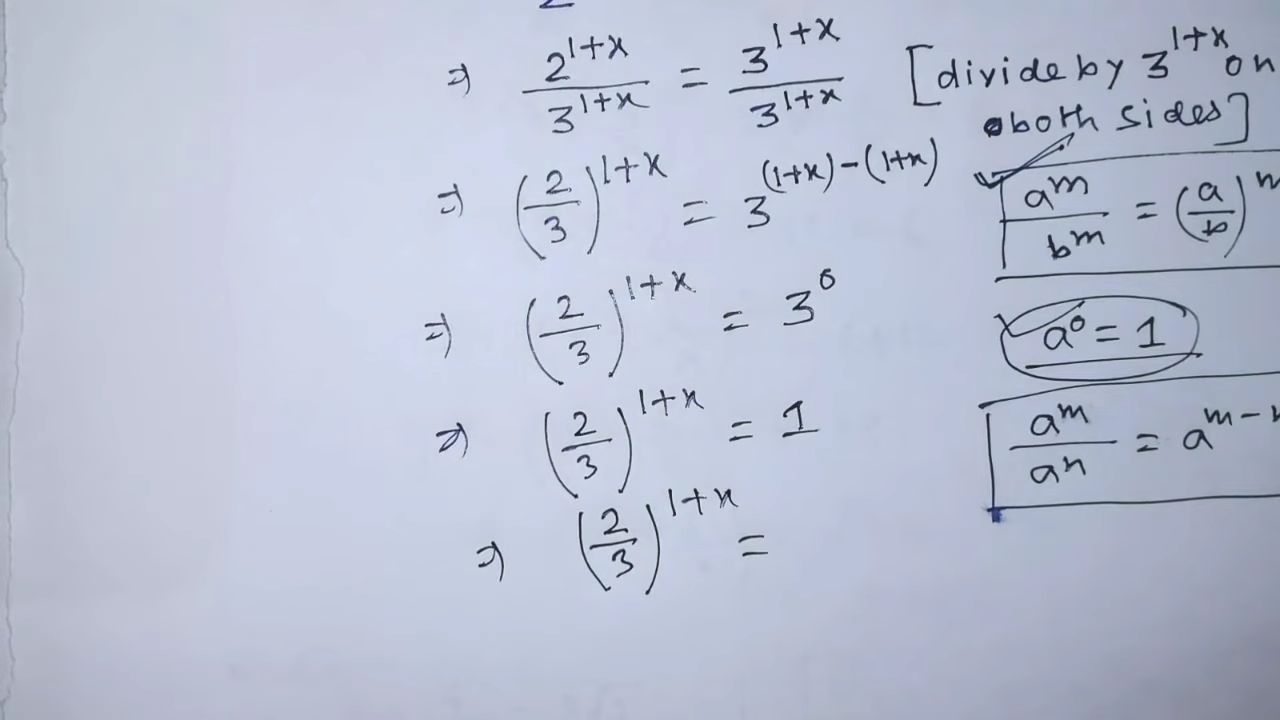 ⇒ 2^{1+x}/3^{1+x} = 3^{1+x}/3^{1+x} [divide by 3^{1+x} on
both sides]
⇒ (2/3)^{1+x} = 3^{(1+x)-(1+x)}
a^m/b^m = (a/b)^m
⇒ (2/3)^{1+x} = 3^0
a^0 = 1
⇒ (2/3)^{1+x} = 1
a^m/a^n = a^{m-
⇒ (2/3)^{1+x} =